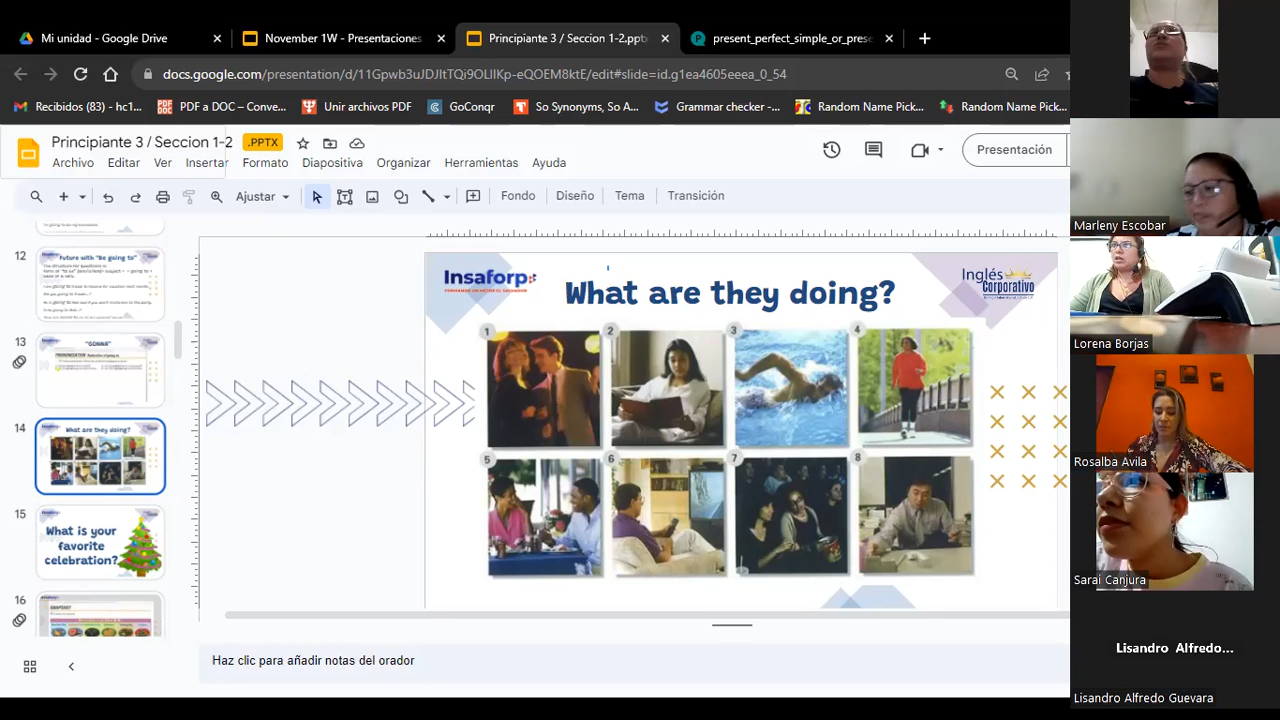 Mi unidad - Google Drive
November 1W - Presentaciones
Principiante 3 / Seccion 1-2.pptx
present_perfect_simple_or_prese
docs.google.com/presentation/d/11Gpwb3uJDJItTQi9OUlIKp-eQOEM8ktE/edit#slide=id.g1ea4605eeea_0_54
Recibidos (83) - hc1...
PDF a DOC – Conve...
Unir archivos PDF
GoConqr
So Synonyms, So A...
Grammar checker -...
Random Name Pick...
Random Name Pick...
Principiante 3 / Seccion 1-2
.PPTX
Archivo Editar Ver Insertar Formato Diapositiva Organizar Herramientas Ayuda
Presentación
Ajustar
Fondo Diseño Tema Transición
12
Future with "Be going to"
13
"GONNA"
14
What are they doing?
15
What is your
favorite
celebration?
16
SNAPSHOT
Insaforp
Inglés
Corporativo
What are they doing?
1 2 3 4
5 6 7 8
Haz clic para añadir notas del orador
Marleny Escobar
Lorena Borjas
Rosalba Avila
Sarai Canjura
Lisandro Alfredo...
Lisandro Alfredo Guevara